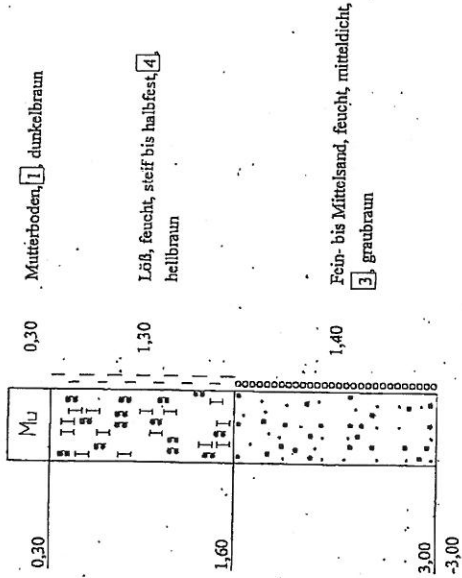 Mu
0,30
0,30
Mutterboden, 1, dunkelbraun
1,60
1,30
Löß, feucht, steif bis halbfest, 4,
hellbraun
3,00
-3,00
1,40
Fein- bis Mittelsand, feucht, mitteldicht,
3, graubraun